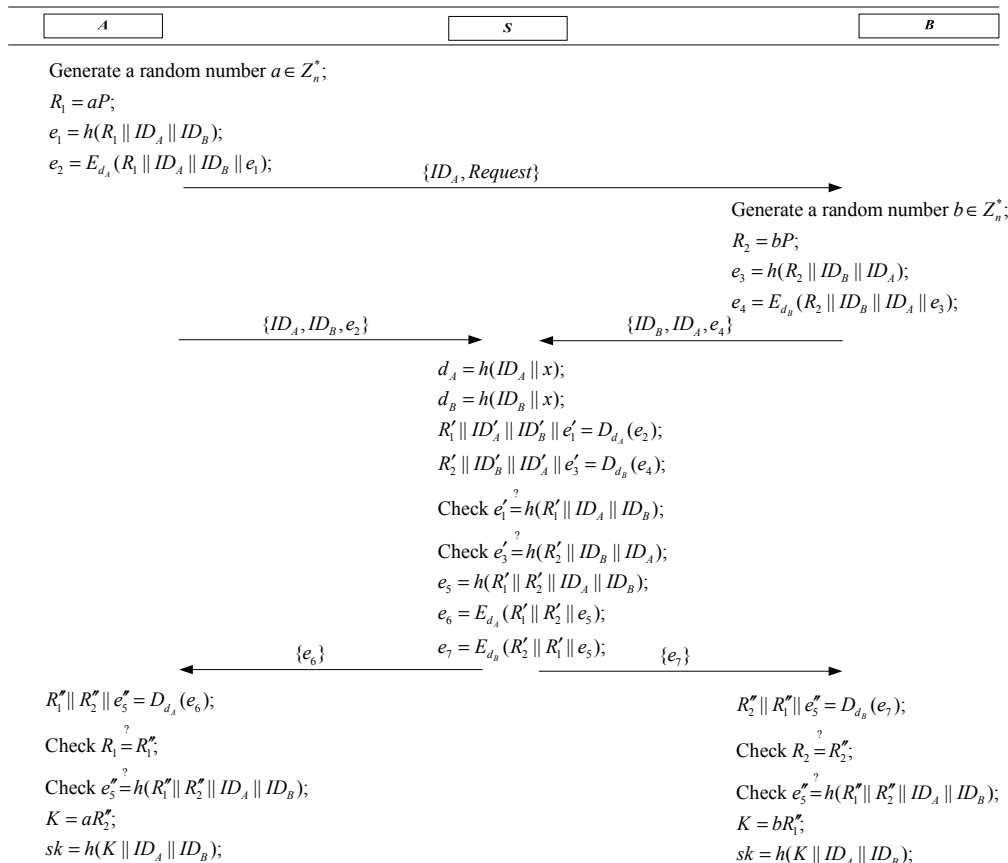 A
S
B
Generate a random number a ∈ Z_n^*;
R_1 = aP;
e_1 = h(R_1 || ID_A || ID_B);
e_2 = E_{d_A}(R_1 || ID_A || ID_B || e_1);
{ID_A, Request}
Generate a random number b ∈ Z_n^*;
R_2 = bP;
e_3 = h(R_2 || ID_B || ID_A);
e_4 = E_{d_B}(R_2 || ID_B || ID_A || e_3);
{ID_A, ID_B, e_2}
{ID_B, ID_A, e_4}
d_A = h(ID_A || x);
d_B = h(ID_B || x);
R_1′ || ID_A′ || ID_B′ || e_1′ = D_{d_A}(e_2);
R_2′ || ID_B′ || ID_A′ || e_3′ = D_{d_B}(e_4);
Check e_1′ ?= h(R_1′ || ID_A || ID_B);
Check e_3′ ?= h(R_2′ || ID_B || ID_A);
e_5 = h(R_1′ || R_2′ || ID_A || ID_B);
e_6 = E_{d_A}(R_1′ || R_2′ || e_5);
e_7 = E_{d_B}(R_2′ || R_1′ || e_5);
{e_6}
{e_7}
R_1″ || R_2″ || e_5″ = D_{d_A}(e_6);
Check R_1 ?= R_1″;
Check e_5″ ?= h(R_1″ || R_2″ || ID_A || ID_B);
K = aR_2″;
sk = h(K || ID_A || ID_B);
R_2″ || R_1″ || e_5″ = D_{d_B}(e_7);
Check R_2 ?= R_2″;
Check e_5″ ?= h(R_1″ || R_2″ || ID_A || ID_B);
K = bR_1″;
sk = h(K || ID_A || ID_B);